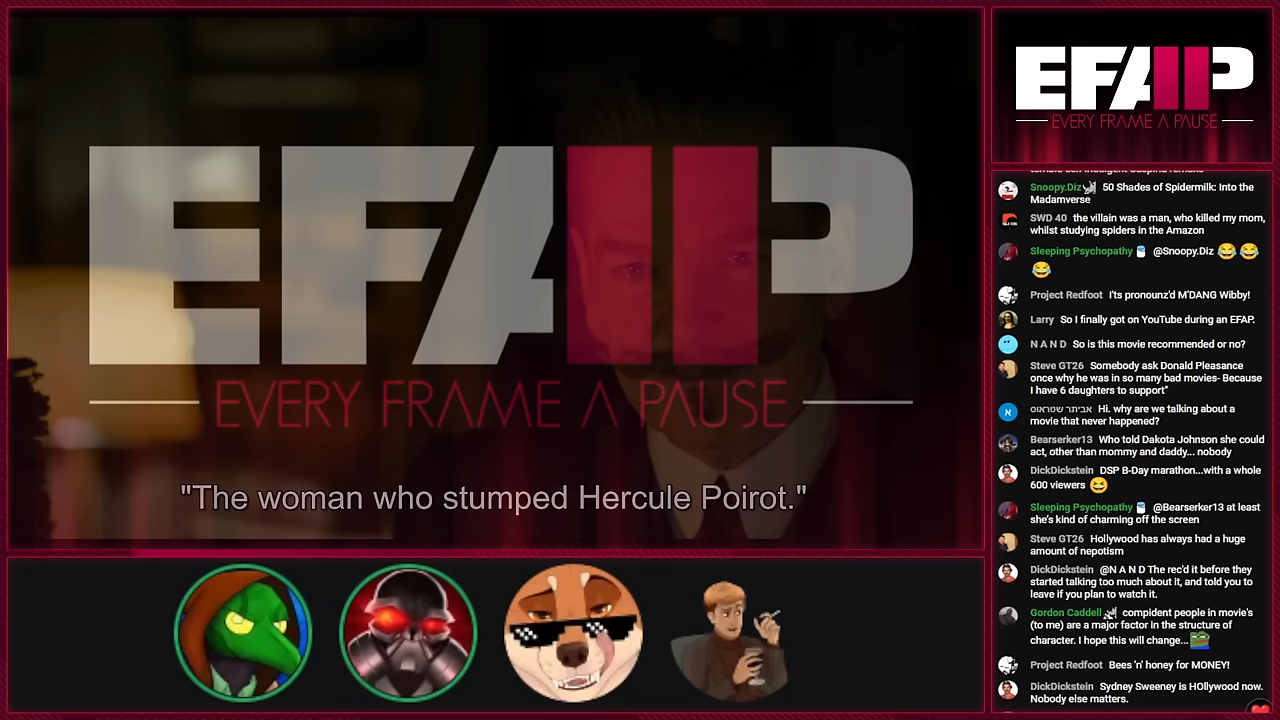 EFAP
EVERY FRAME A PAUSE
"The woman who stumped Hercule Poirot."
EFAP
EVERY FRAME A PAUSE
Snoopy.Diz 50 Shades of Spidermilk: Into the
Madamverse
SWD 40 the villain was a man, who killed my mom,
whilst studying spiders in the Amazon
Sleeping Psychopathy @Snoopy.Diz 😂 😂
😂
Project Redfoot I'ts pronounz'd M'DANG Wibby!
Larry So I finally got on YouTube during an EFAP.
N A N D So is this movie recommended or no?
Steve GT26 Somebody ask Donald Pleasance
once why he was in so many bad movies- Because
I have 6 daughters to support"
אביתר שטראוס Hi. why are we talking about a
movie that never happened?
Bearserker13 Who told Dakota Johnson she could
act, other than mommy and daddy... nobody
DickDickstein DSP B-Day marathon...with a whole
600 viewers 😆
Sleeping Psychopathy @Bearserker13 at least
she's kind of charming off the screen
Steve GT26 Hollywood has always had a huge
amount of nepotism
DickDickstein @N A N D The rec'd it before they
started talking too much about it, and told you to
leave if you plan to watch it.
Gordon Caddell compident people in movie's
(to me) are a major factor in the structure of
character. I hope this will change...
Project Redfoot Bees 'n' honey for MONEY!
DickDickstein Sydney Sweeney is HOllywood now.
Nobody else matters.